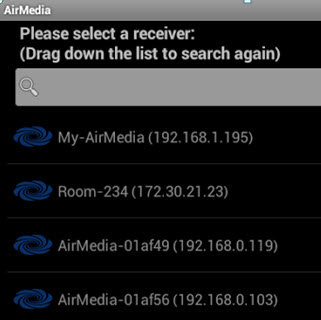 AirMedia
Please select a receiver:
(Drag down the list to search again)
My-AirMedia (192.168.1.195)
Room-234 (172.30.21.23)
AirMedia-01af49 (192.168.0.119)
AirMedia-01af56 (192.168.0.103)